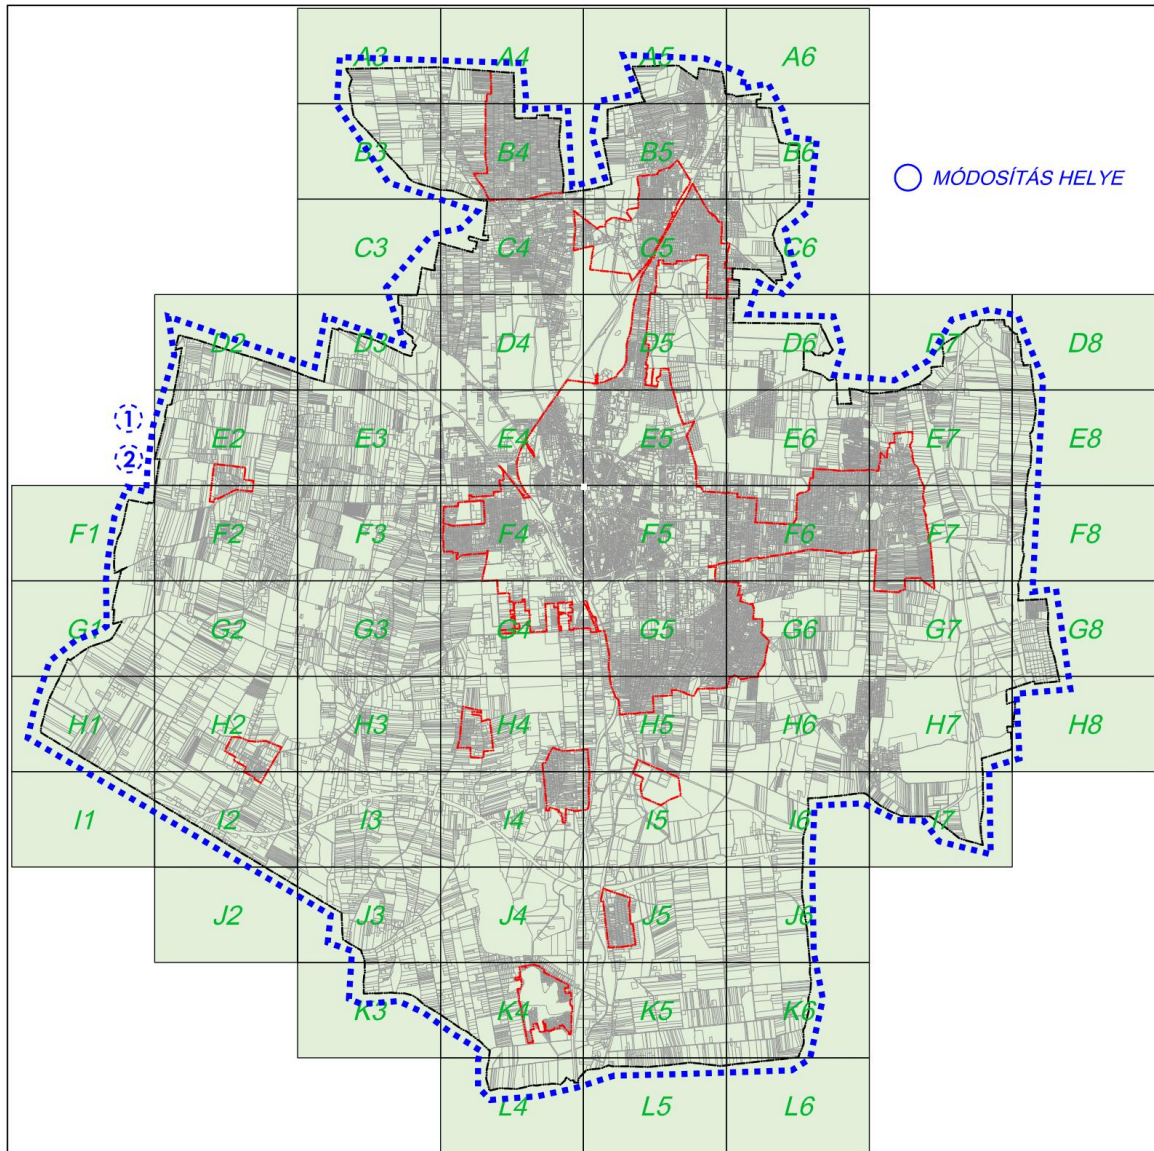 A3 A4 A5 A6
B3 B4 B5 B6
MÓDOSÍTÁS HELYE
C3 C4 C5 C6
D2 D3 D4 D5 D6 D7 D8
1
E2 E3 E4 E5 E6 E7 E8
2
F1 F2 F3 F4 F5 F6 F7 F8
G1 G2 G3 G4 G5 G6 G7 G8
H1 H2 H3 H4 H5 H6 H7 H8
I1 I2 I3 I4 I5 I6 I7
J2 J3 J4 J5 J6
K3 K4 K5 K6
L4 L5 L6